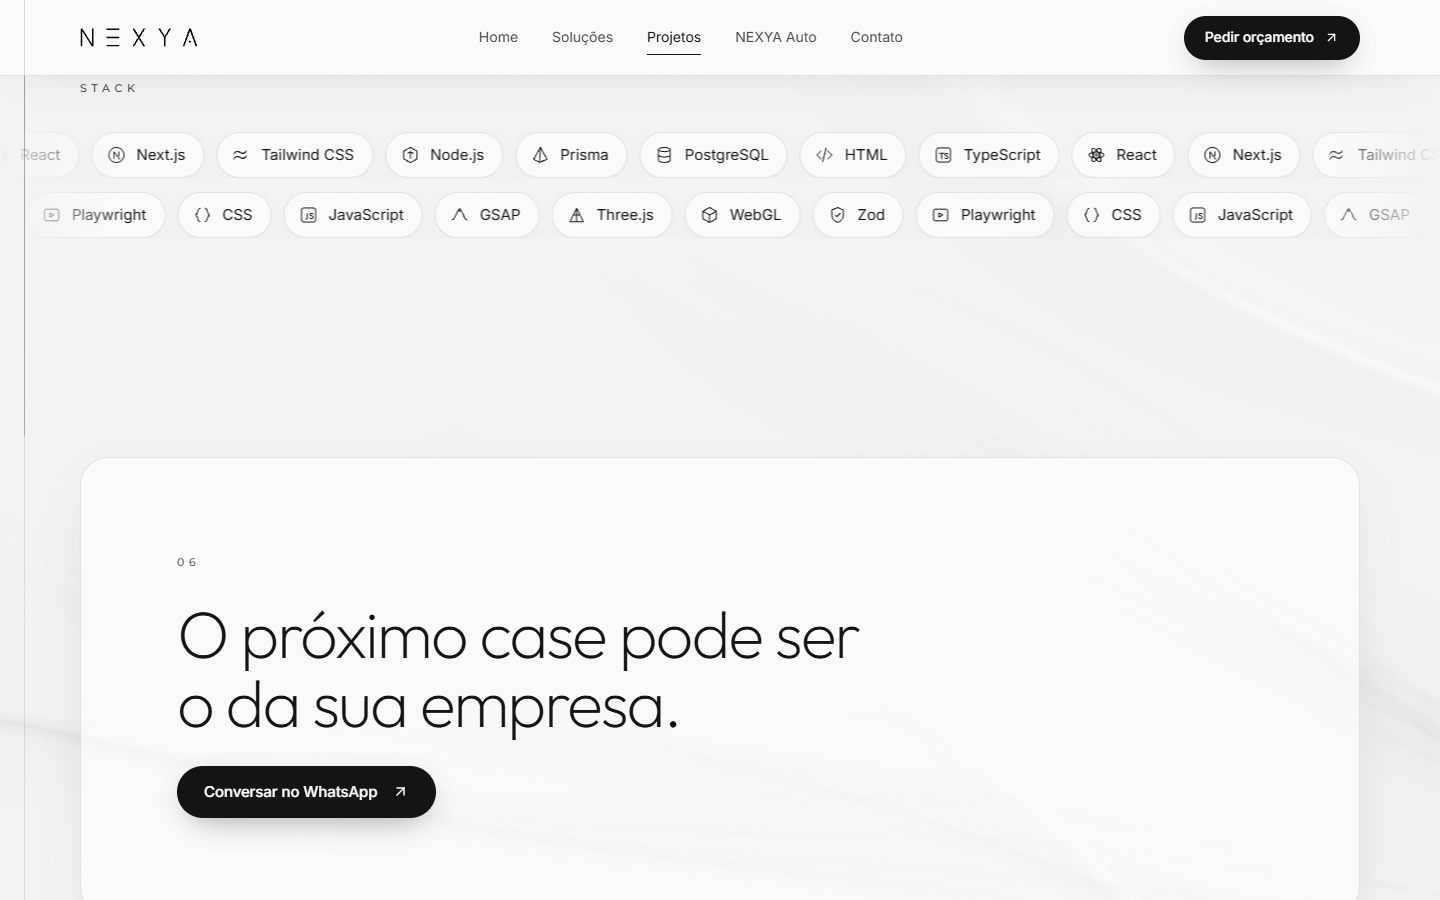 NEXYA
Home Soluções Projetos NEXYA Auto Contato
Pedir orçamento
STACK
React Next.js Tailwind CSS Node.js Prisma PostgreSQL HTML TypeScript React Next.js Tailwind CS
Playwright CSS JavaScript GSAP Three.js WebGL Zod Playwright CSS JavaScript GSAP
06
O próximo case pode ser
o da sua empresa.
Conversar no WhatsApp